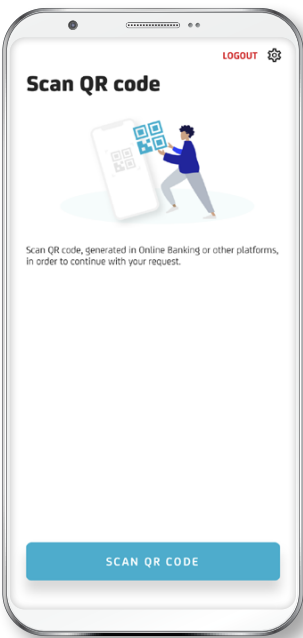 LOGOUT
Scan QR code
Scan QR code, generated in Online Banking or other platforms,
in order to continue with your request.
SCAN QR CODE